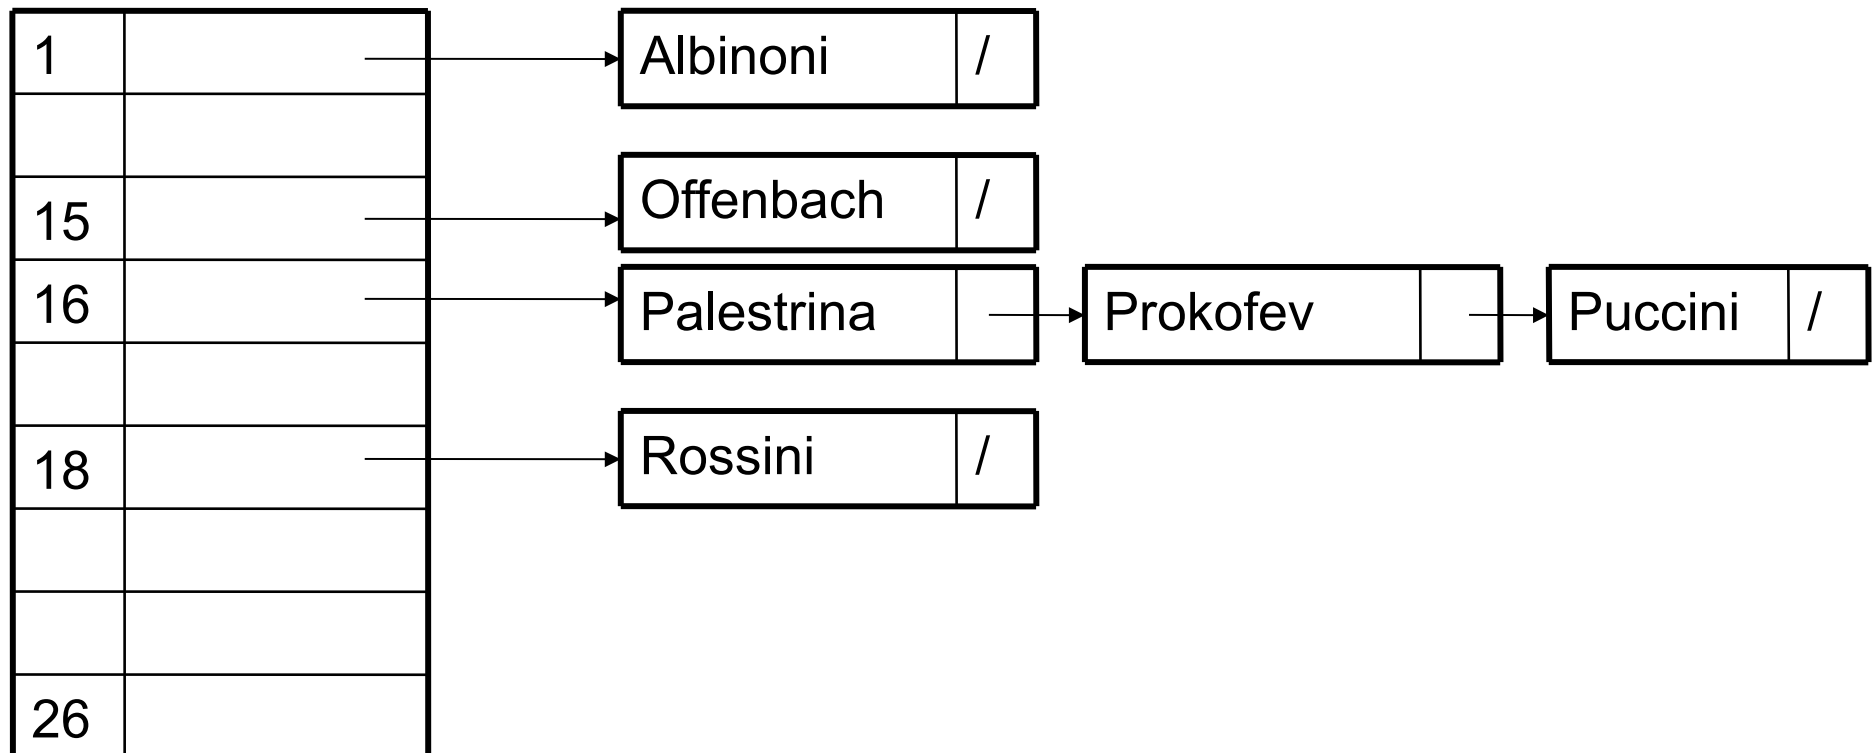 1 Albinoni /
15 Offenbach /
16 Palestrina Prokofev Puccini /
18 Rossini /
26